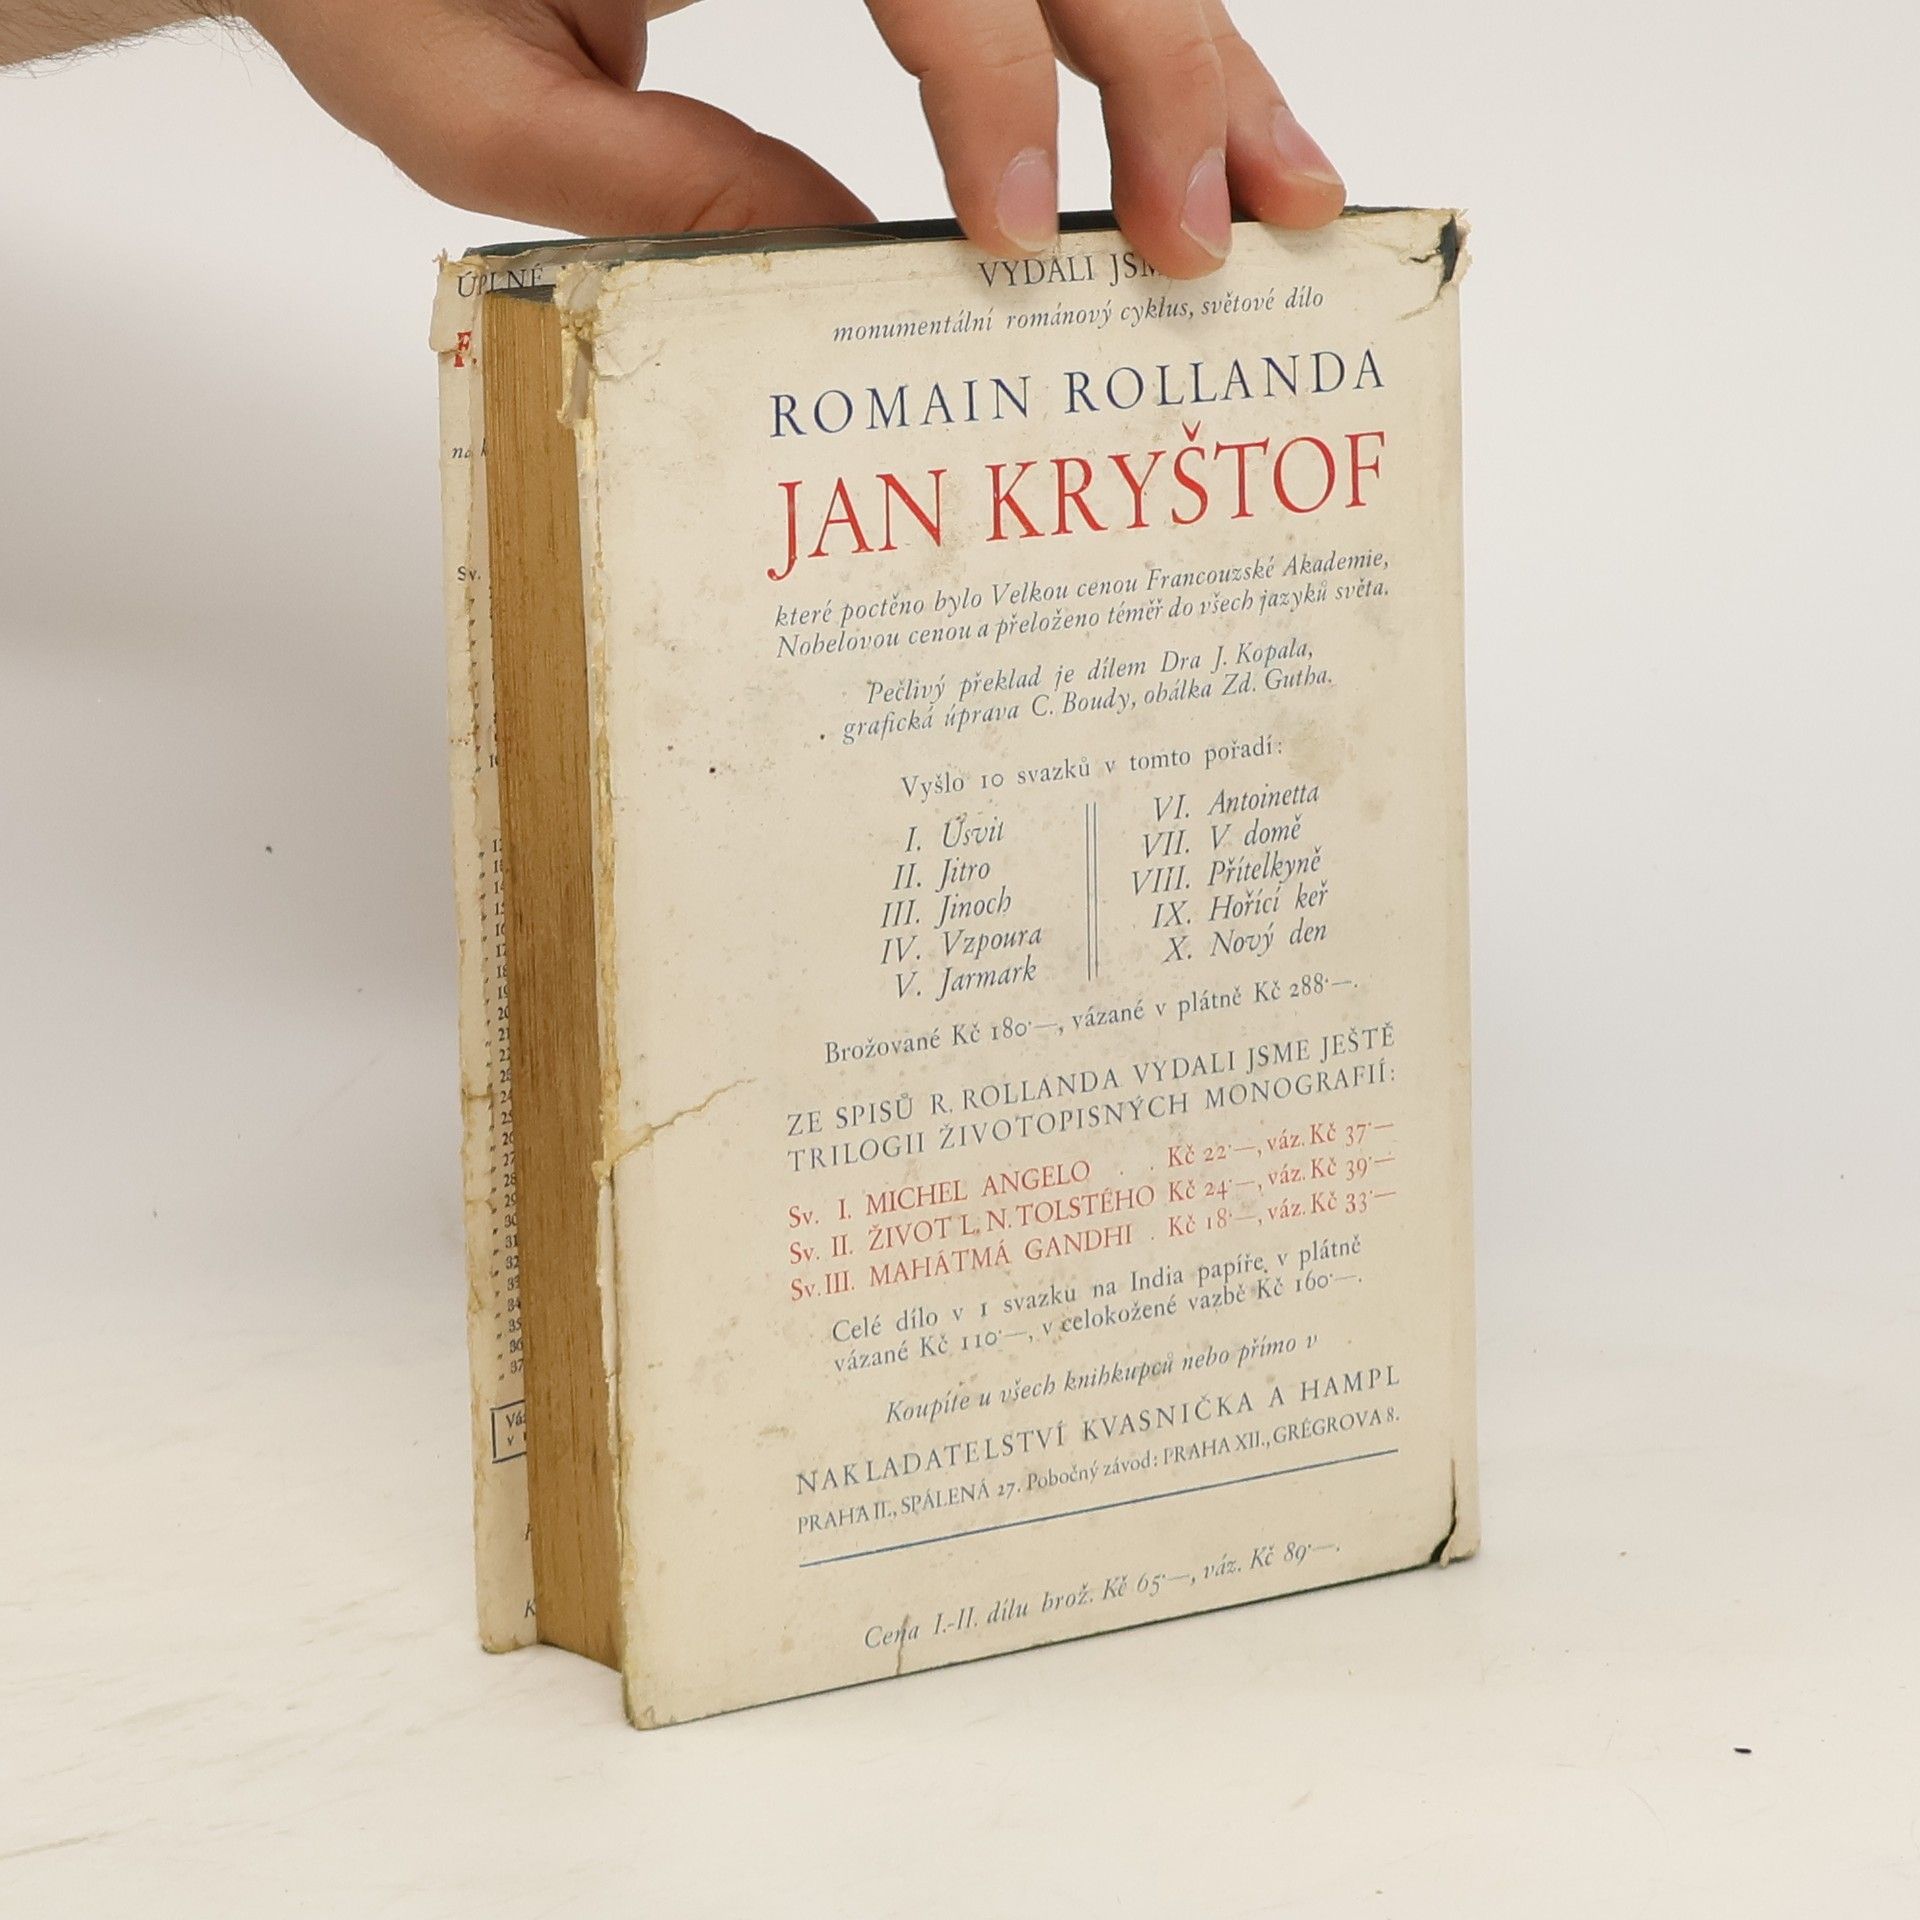 VYDALI
monumentální románový cyklus, světové dílo
ROMAIN ROLLANDA
JAN KRYŠTOF
které poctěno bylo Velkou cenou Francouzské Akademie,
Nobelovou cenou a přeloženo téměř do všech jazyků světa.
Pečlivý překlad je dílem Dra J. Kopala,
grafická úprava C. Boudy, obálka Zd. Gutha.
Vyšlo 10 svazků v tomto pořadí:
I. Úsvit
II. Jitro
III. Jinoch
IV. Vzpoura
V. Jarmark
VI. Antoinetta
VII. V domě
VIII. Přítelkyně
IX. Hořící keř
X. Nový den
Brožované Kč 180·—, vázané v plátně Kč 288·—.
ZE SPISŮ R. ROLLANDA VYDALI JSME JEŠTĚ
TRILOGII ŽIVOTOPISNÝCH MONOGRAFIÍ:
Sv. I. MICHEL ANGELO . . Kč 22·—, váz. Kč 37·—
Sv. II. ŽIVOT L. N. TOLSTÉHO Kč 24·—, váz. Kč 39·—
Sv. III. MAHÁTMÁ GANDHI . Kč 18·—, váz. Kč 33·—
Celé dílo v 1 svazku na India papíře, v plátně
vázané Kč 110·—, v celokožené vazbě Kč 160·—.
Koupíte u všech knihkupců nebo přímo v
NAKLADATELSTVÍ KVASNIČKA A HAMPL
PRAHA II., SPÁLENÁ 27. Pobočný závod: PRAHA XII., GRÉGROVA 8.
Cena I.-II. dílu brož. Kč 65·—, váz. Kč 89·—.
ÚPLNÉ
F.
Sv.